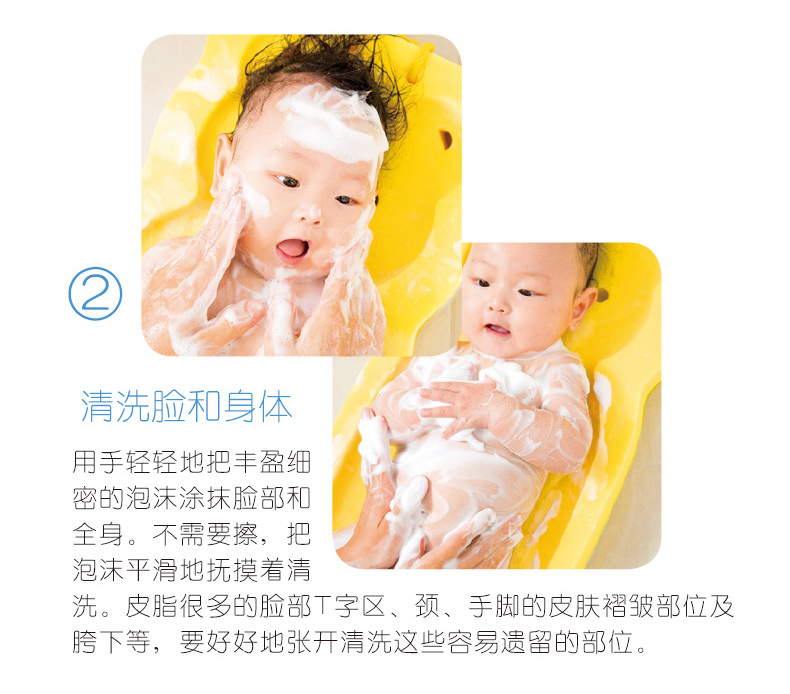 2
清洗脸和身体
用手轻轻地把丰盈细
密的泡沫涂抹脸部和
全身。不需要擦，把
泡沫平滑地抚摸着清
洗。皮脂很多的脸部T字区、颈、手脚的皮肤褶皱部位及
胯下等，要好好地张开清洗这些容易遗留的部位。